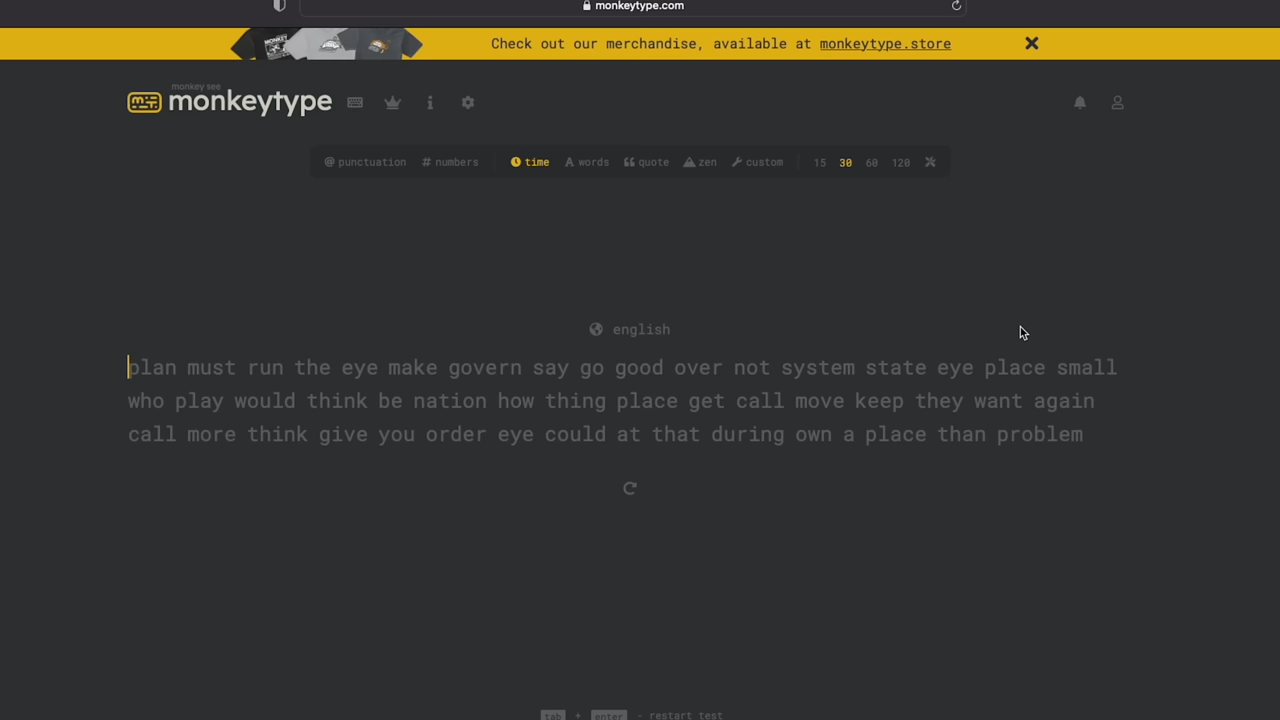 monkeytype.com
Check out our merchandise, available at monkeytype.store
monkey see
monkeytype
@ punctuation # numbers time A words quote zen custom 15 30 60 120
english
plan must run the eye make govern say go good over not system state eye place small
who play would think be nation how thing place get call move keep they want again
call more think give you order eye could at that during own a place than problem
tab + enter - restart test